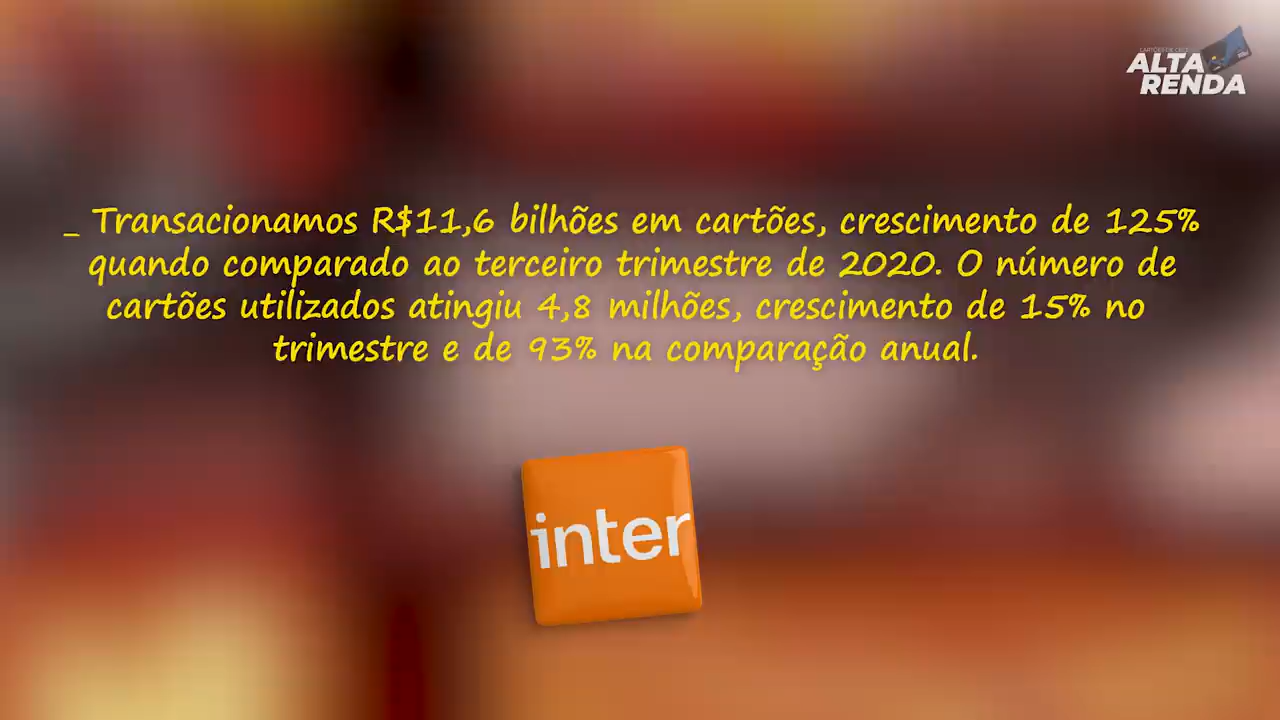 ALTA
RENDA
_ Transacionamos R$11,6 bilhões em cartões, crescimento de 125%
quando comparado ao terceiro trimestre de 2020. O número de
cartões utilizados atingiu 4,8 milhões, crescimento de 15% no
trimestre e de 93% na comparação anual.
inter